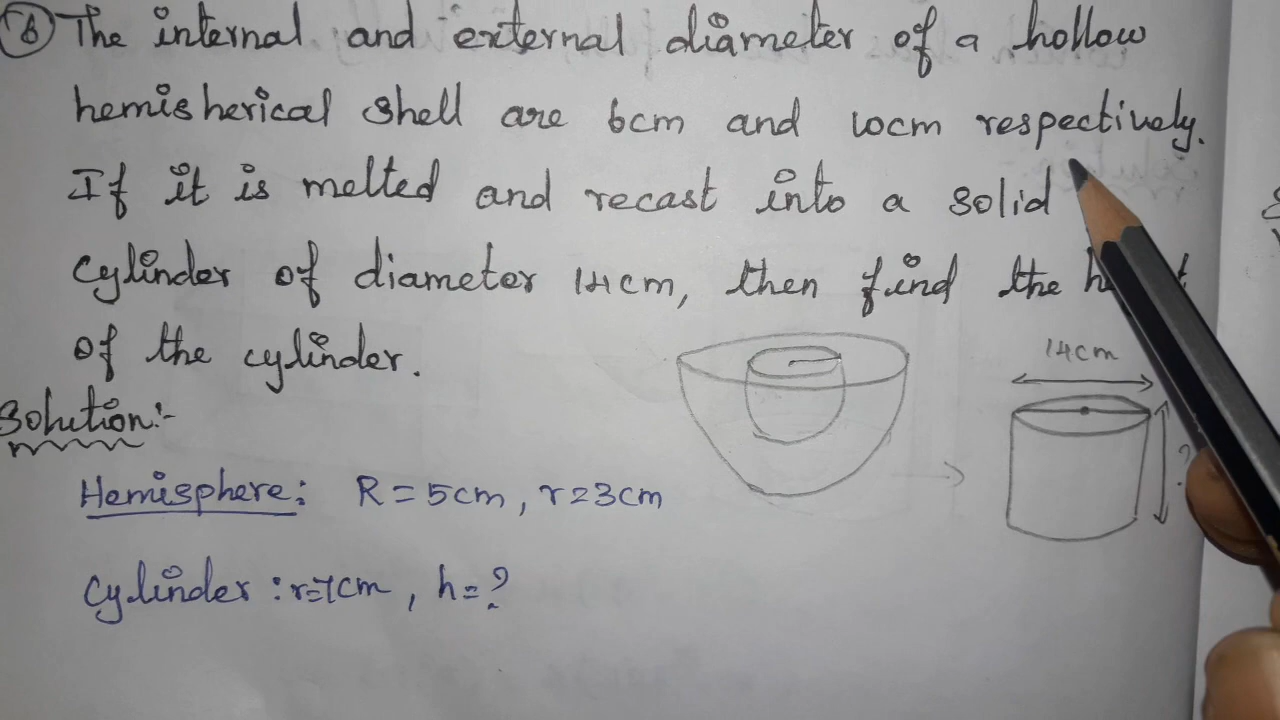 6 The internal and external diameter of a hollow
hemispherical shell are 6cm and 10cm respectively.
If it is melted and recast into a solid
cylinder of diameter 14cm, then find the
of the cylinder.
14cm
Solution:-
?
Hemisphere: R=5cm, r=3cm
Cylinder: r=7cm, h=?